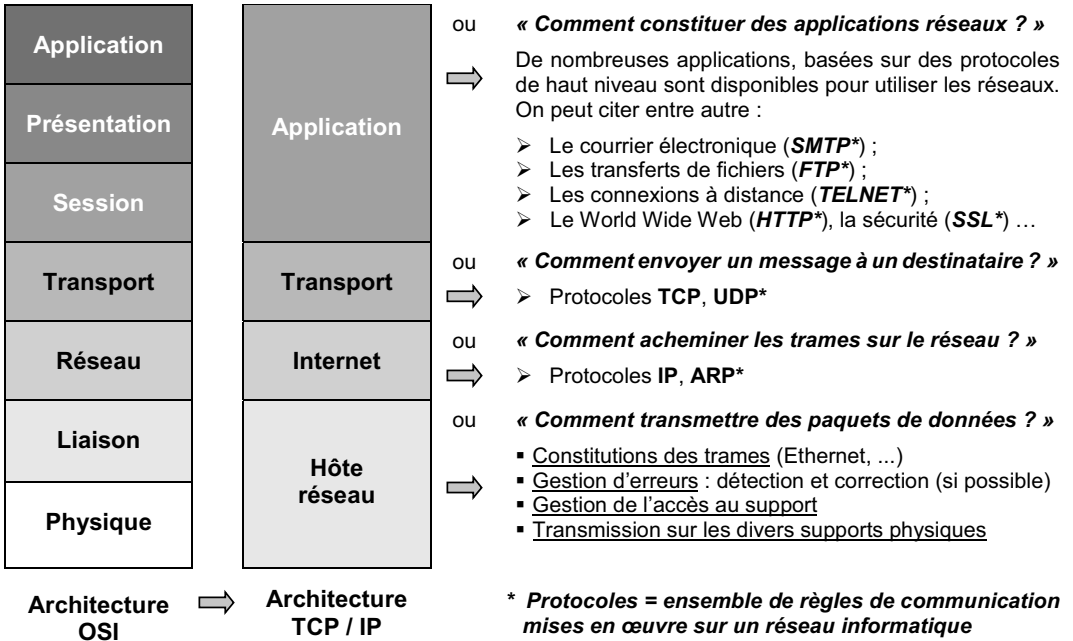 Application
Présentation
Session
Transport
Réseau
Liaison
Physique
Architecture
OSI
Application
Transport
Internet
Hôte
réseau
Architecture
TCP / IP
ou « Comment constituer des applications réseaux ? »
De nombreuses applications, basées sur des protocoles
de haut niveau sont disponibles pour utiliser les réseaux.
On peut citer entre autre :
➢ Le courrier électronique (SMTP*) ;
➢ Les transferts de fichiers (FTP*) ;
➢ Les connexions à distance (TELNET*) ;
➢ Le World Wide Web (HTTP*), la sécurité (SSL*) …
ou « Comment envoyer un message à un destinataire ? »
➢ Protocoles TCP, UDP*
ou « Comment acheminer les trames sur le réseau ? »
➢ Protocoles IP, ARP*
ou « Comment transmettre des paquets de données ? »
▪ Constitutions des trames (Ethernet, ...)
▪ Gestion d'erreurs : détection et correction (si possible)
▪ Gestion de l'accès au support
▪ Transmission sur les divers supports physiques
* Protocoles = ensemble de règles de communication
mises en œuvre sur un réseau informatique